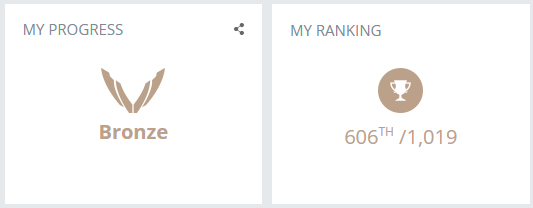 MY PROGRESS
Bronze
MY RANKING
606TH /1,019